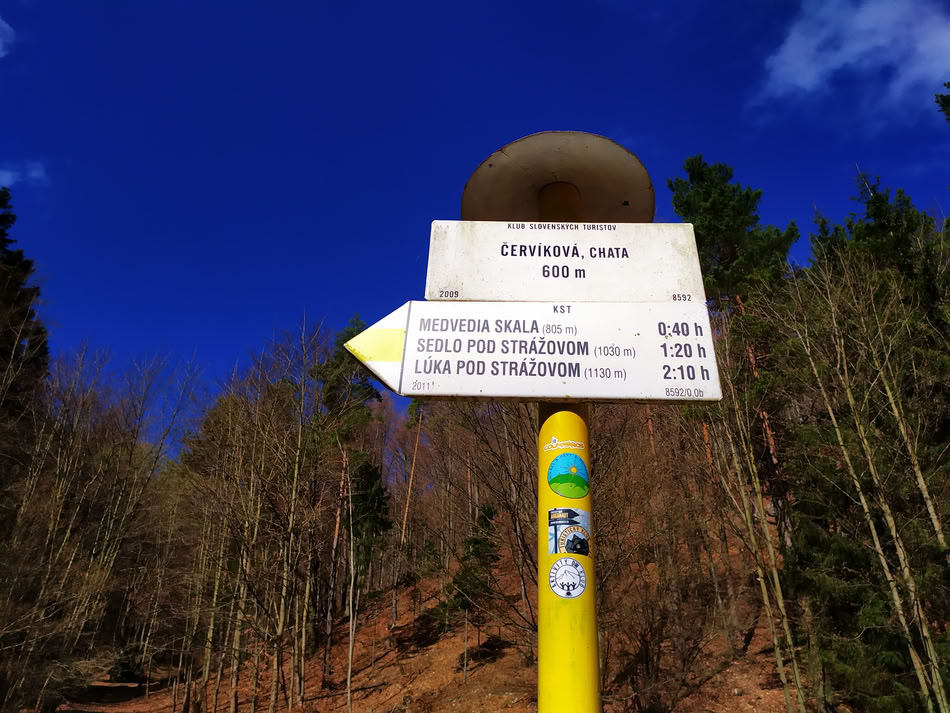 KLUB SLOVENSKÝCH TURISTOV
ČERVÍKOVÁ, CHATA
600 m
2009 8592
KST
MEDVEDIA SKALA (805 m) 0:40 h
SEDLO POD STRÁŽOVOM (1030 m) 1:20 h
LÚKA POD STRÁŽOVOM (1130 m) 2:10 h
2011 8592/0.0b